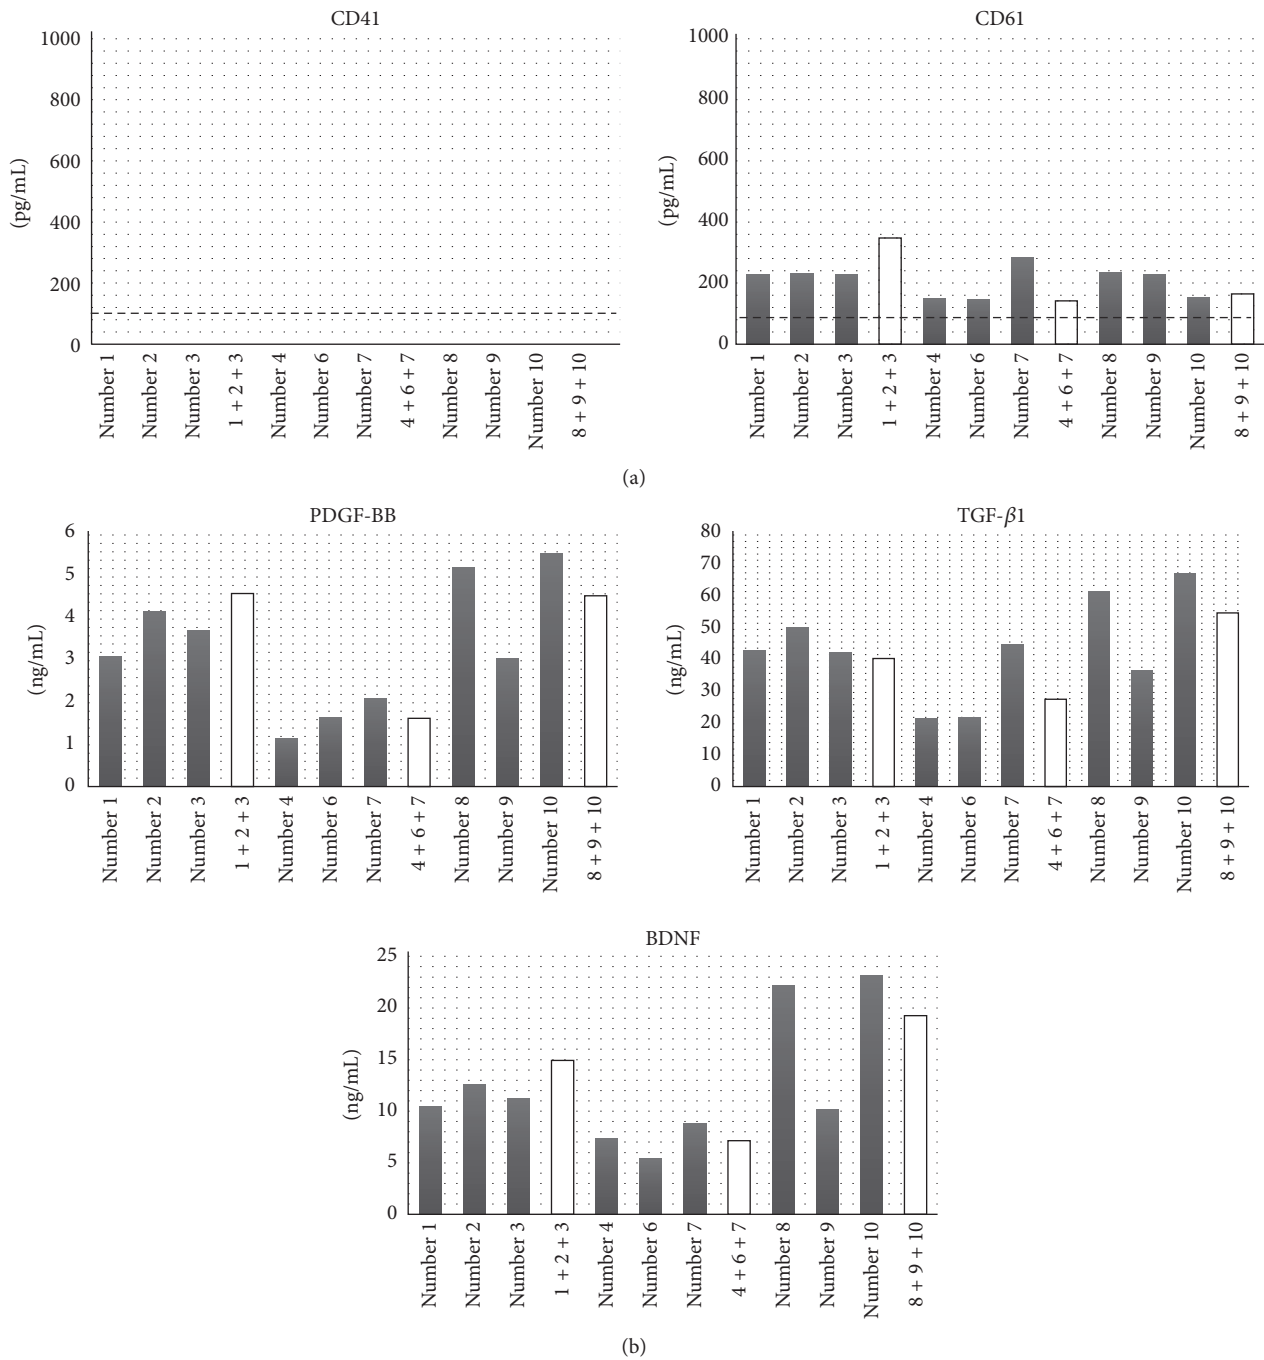 CD41
1000
800
600
400
200
0
(pg/mL)
Number 1
Number 2
Number 3
1 + 2 + 3
Number 4
Number 6
Number 7
4 + 6 + 7
Number 8
Number 9
Number 10
8 + 9 + 10
CD61
1000
800
600
400
200
0
(pg/mL)
Number 1
Number 2
Number 3
1 + 2 + 3
Number 4
Number 6
Number 7
4 + 6 + 7
Number 8
Number 9
Number 10
8 + 9 + 10
(a)
PDGF-BB
6
5
4
3
2
1
0
(ng/mL)
Number 1
Number 2
Number 3
1 + 2 + 3
Number 4
Number 6
Number 7
4 + 6 + 7
Number 8
Number 9
Number 10
8 + 9 + 10
TGF-β1
80
70
60
50
40
30
20
10
0
(ng/mL)
Number 1
Number 2
Number 3
1 + 2 + 3
Number 4
Number 6
Number 7
4 + 6 + 7
Number 8
Number 9
Number 10
8 + 9 + 10
BDNF
25
20
15
10
5
0
(ng/mL)
Number 1
Number 2
Number 3
1 + 2 + 3
Number 4
Number 6
Number 7
4 + 6 + 7
Number 8
Number 9
Number 10
8 + 9 + 10
(b)